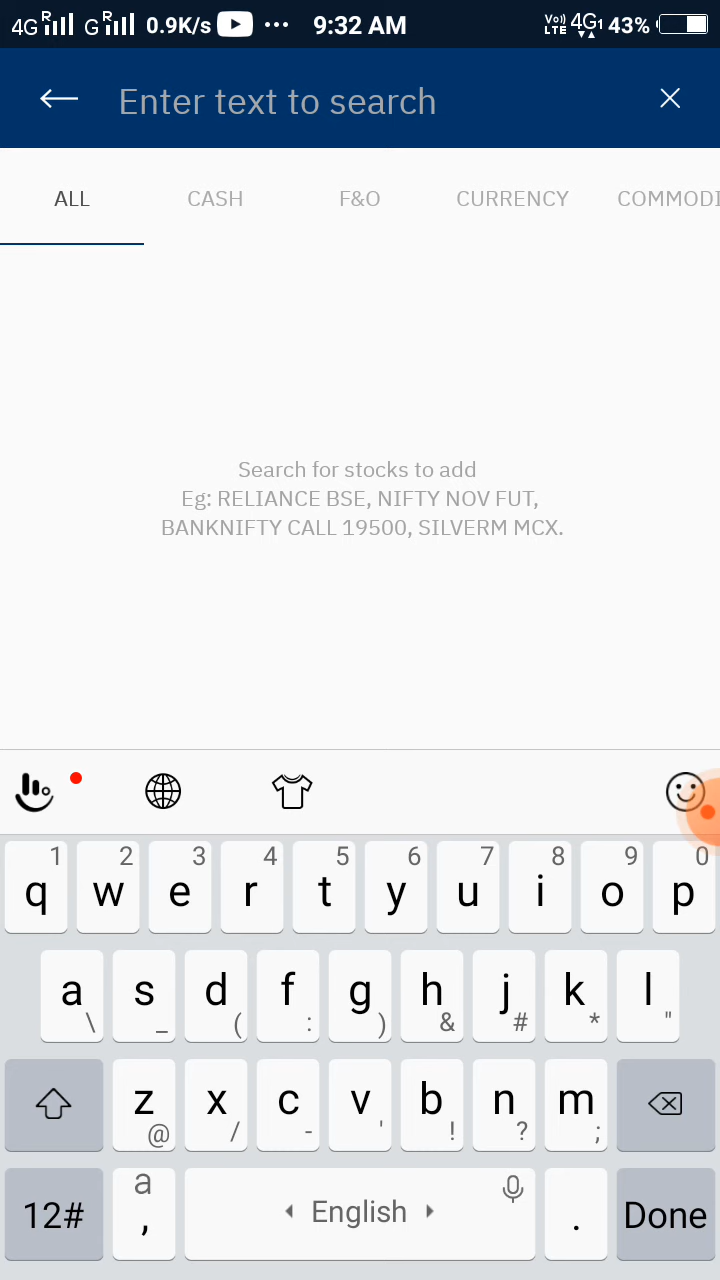 4G R G R 0.9K/s ... 9:32 AM Vo)) LTE 4G1 43%
Enter text to search
ALL CASH F&O CURRENCY COMMODI
Search for stocks to add
Eg: RELIANCE BSE, NIFTY NOV FUT,
BANKNIFTY CALL 19500, SILVERM MCX.
1 2 3 4 5 6 7 8 9 0
q w e r t y u i o p
a s d f g h j k l
\ _ ( : ) & # * "
z x c v b n m
@ / - ' ! ? ;
12# a , English . Done